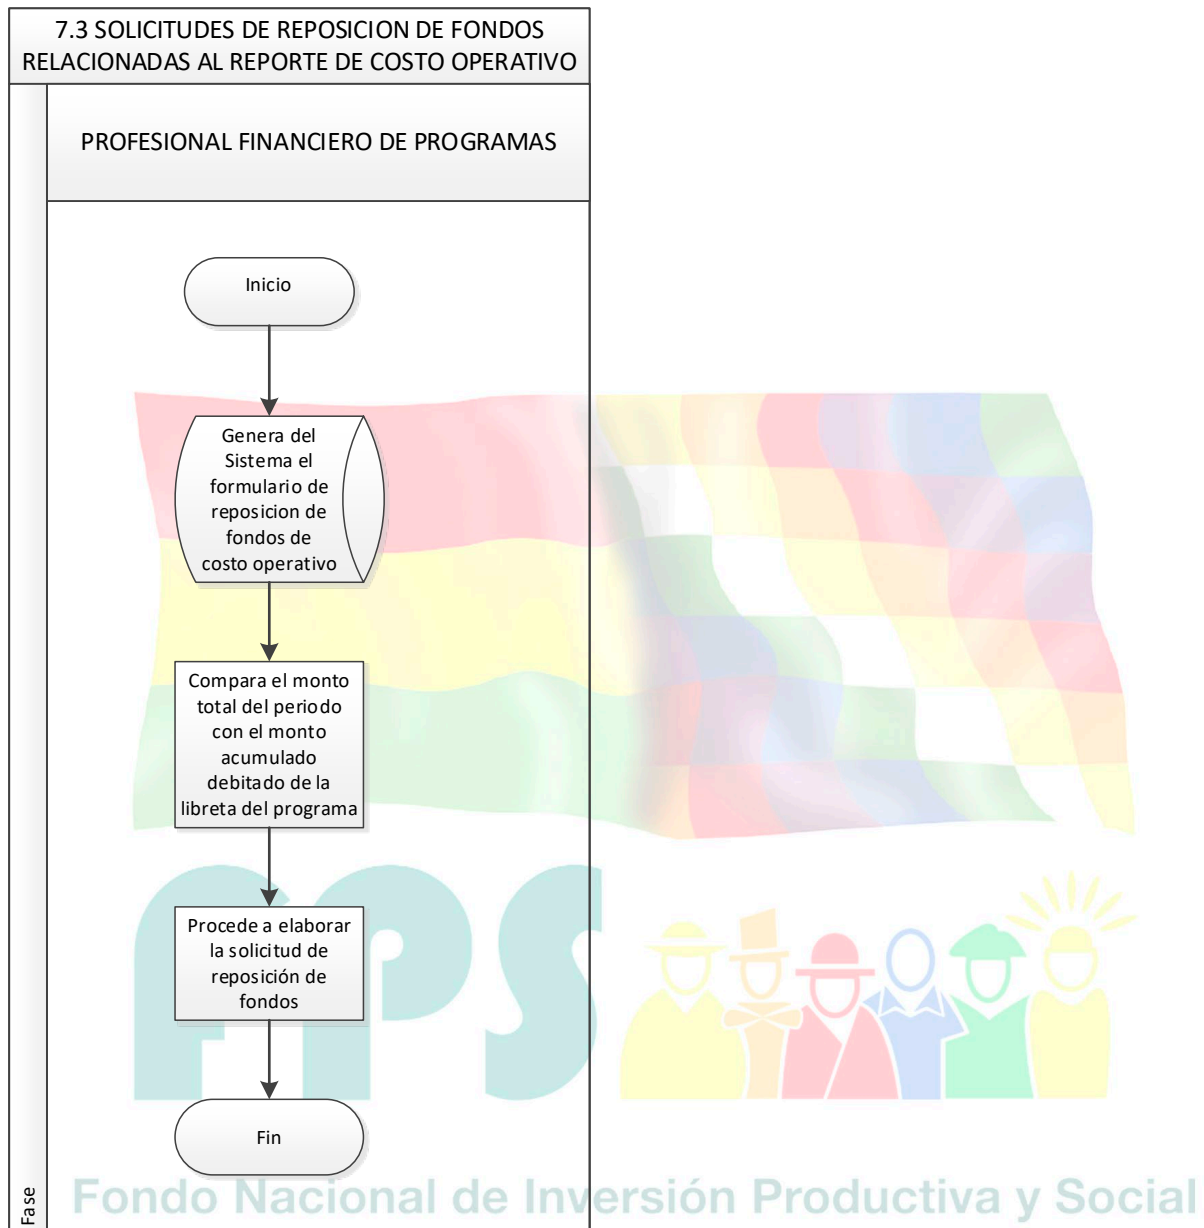 7.3 SOLICITUDES DE REPOSICION DE FONDOS
RELACIONADAS AL REPORTE DE COSTO OPERATIVO
PROFESIONAL FINANCIERO DE PROGRAMAS
Inicio
Genera del
Sistema el
formulario de
reposicion de
fondos de
costo operativo
Compara el monto
total del periodo
con el monto
acumulado
debitado de la
libreta del programa
Procede a elaborar
la solicitud de
reposición de
fondos
Fin
Fase
FPS
Fondo Nacional de Inversión Productiva y Social